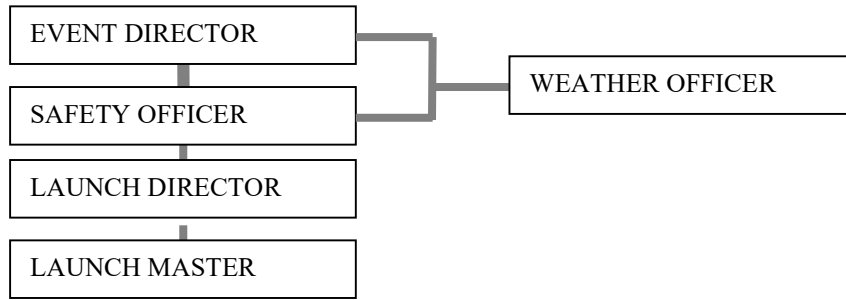 EVENT DIRECTOR
WEATHER OFFICER
SAFETY OFFICER
LAUNCH DIRECTOR
LAUNCH MASTER